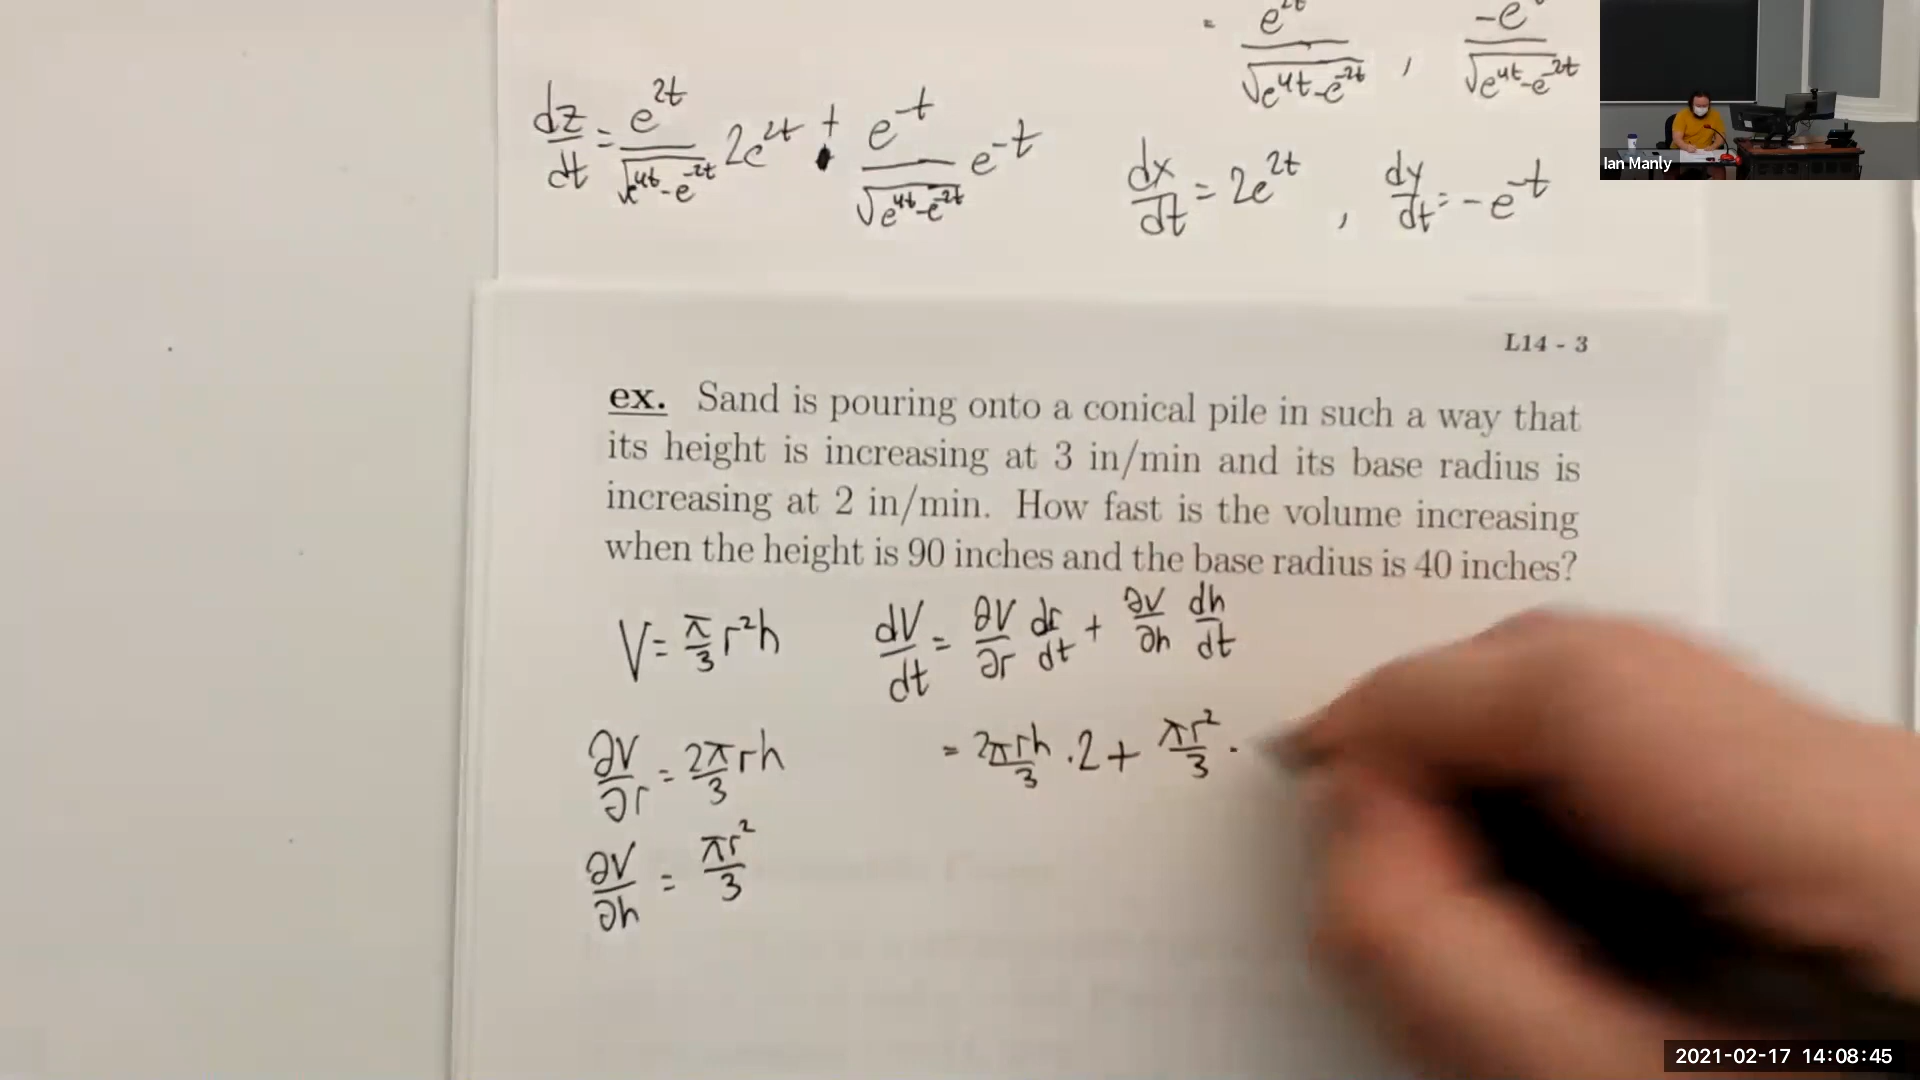 = e^{2t}/√(e^{4t}-e^{-2t}) , -e/√(e^{4t}-e^{-2t})
dz/dt = e^{2t}/√(e^{4t}-e^{-2t}) 2e^{2t} + e^{-t}/√(e^{4t}-e^{-2t}) e^{-t}
dx/dt = 2e^{2t} , dy/dt = -e^{-t}
Ian Manly
L14 - 3
ex. Sand is pouring onto a conical pile in such a way that
its height is increasing at 3 in/min and its base radius is
increasing at 2 in/min. How fast is the volume increasing
when the height is 90 inches and the base radius is 40 inches?
V = π/3 r²h
dV/dt = ∂V/∂r dr/dt + ∂V/∂h dh/dt
∂V/∂r = 2π/3 rh
= 2πrh/3 · 2 + πr²/3 ·
∂V/∂h = πr²/3
2021-02-17 14:08:45